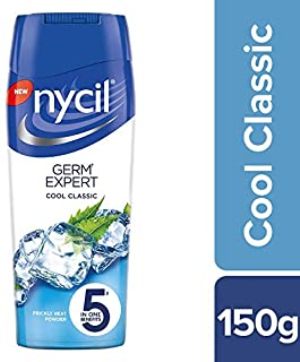 NEW
nycil
GERM*
EXPERT
COOL CLASSIC
PRICKLY HEAT
POWDER
5*
IN ONE
BENEFITS
Cool Classic
150g